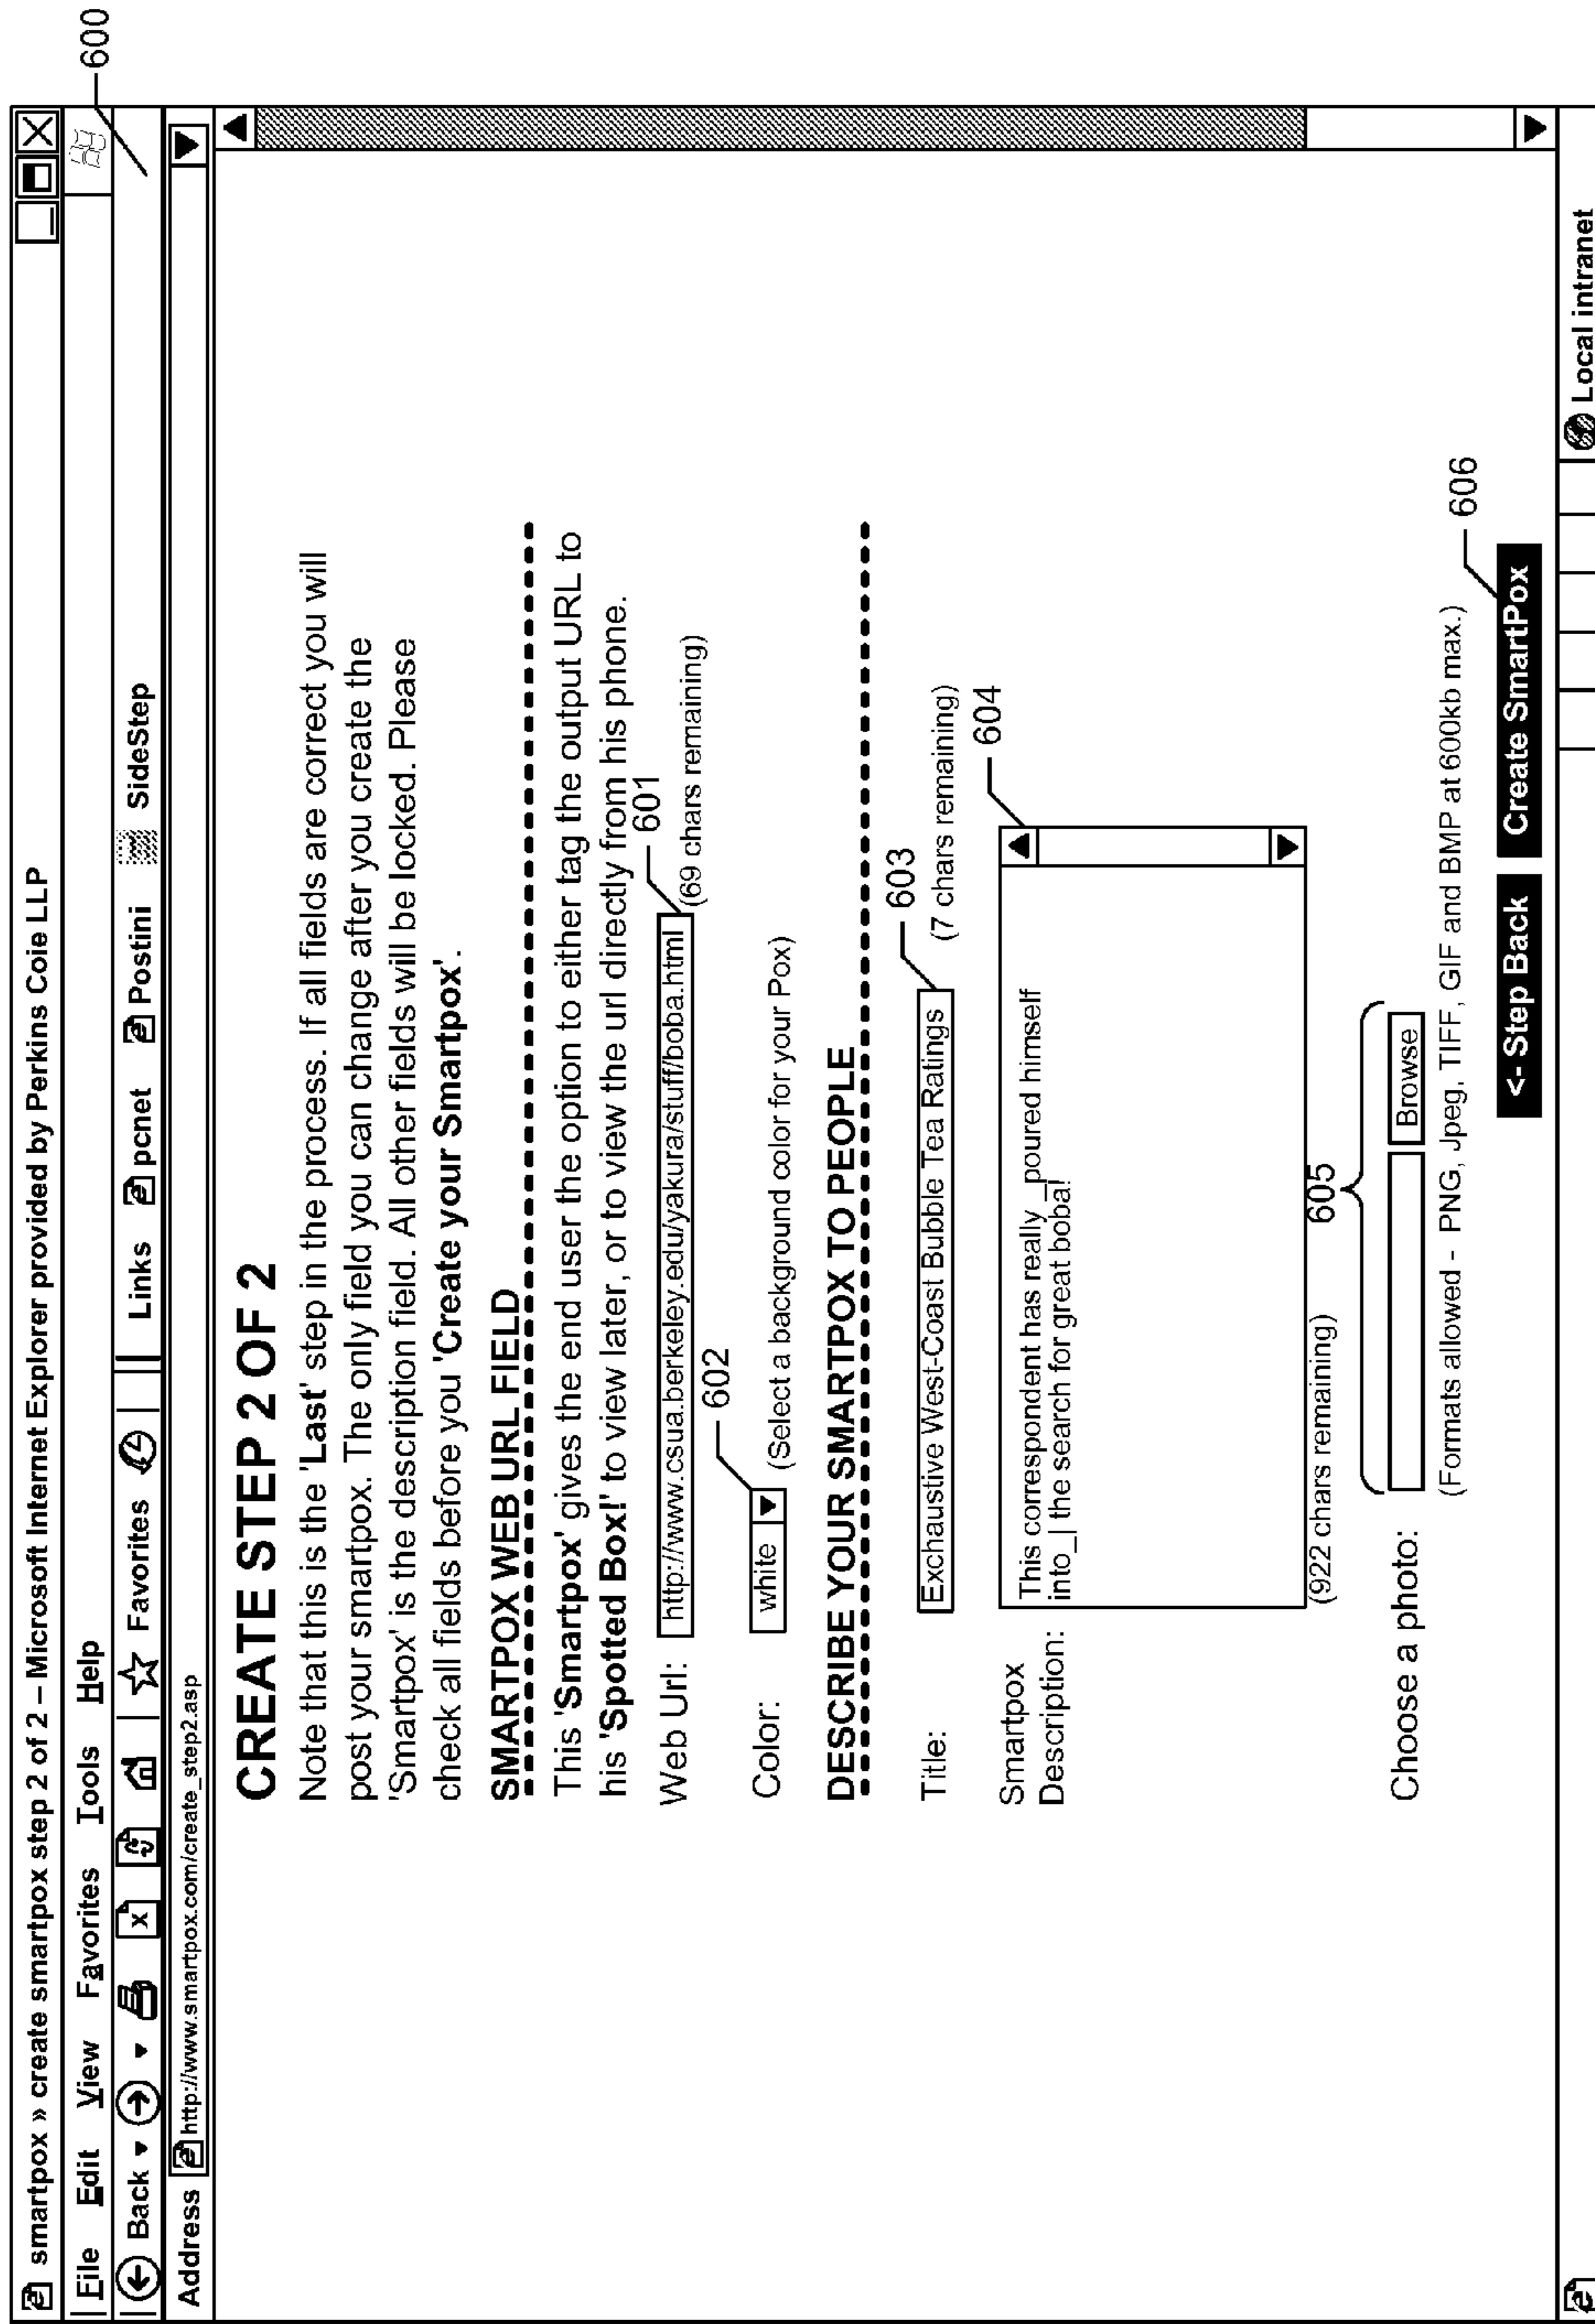 smartpox » create smartpox step 2 of 2 – Microsoft Internet Explorer provided by Perkins Coie LLP
File Edit View Favorites Tools Help
600
Back Favorites Links pcnet Postini SideStep
Address http://www.smartpox.com/create_step2.asp
CREATE STEP 2 OF 2
Note that this is the 'Last' step in the process. If all fields are correct you will
post your smartpox. The only field you can change after you create the
'Smartpox' is the description field. All other fields will be locked. Please
check all fields before you 'Create your Smartpox'.
SMARTPOX WEB URL FIELD
This 'Smartpox' gives the end user the option to either tag the output URL to
his 'Spotted Box!' to view later, or to view the url directly from his phone.
601
Web Url: http://www.csua.berkeley.edu/yakura/stuff/boba.html (69 chars remaining)
602
Color: white (Select a background color for your Pox)
DESCRIBE YOUR SMARTPOX TO PEOPLE
603
Title: Exchaustive West-Coast Bubble Tea Ratings (7 chars remaining)
604
Smartpox
Description:
This correspondent has really_poured himself
into_| the search for great boba!
(922 chars remaining)
605
Choose a photo: Browse
(Formats allowed - PNG, Jpeg, TIFF, GIF and BMP at 600kb max.)
606
<- Step Back Create SmartPox
Local intranet